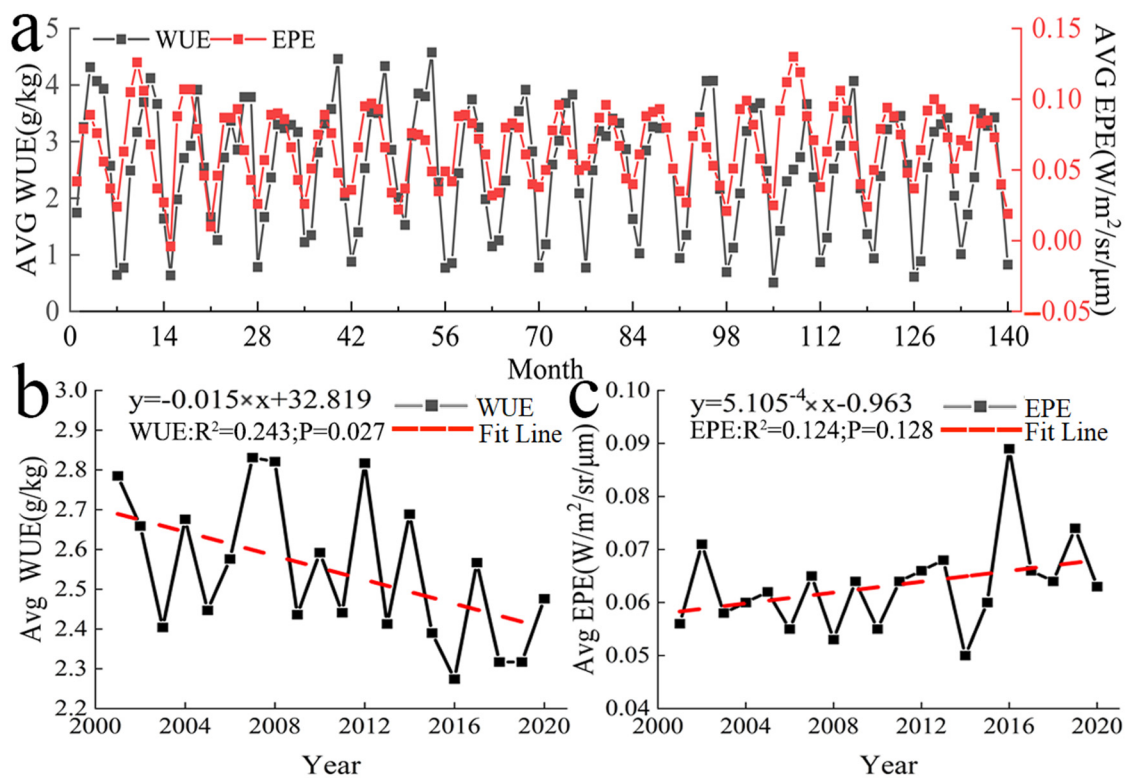 a
WUE EPE
AVG WUE(g/kg)
AVG EPE(W/m²/sr/μm)
5
4
3
2
1
0
0.15
0.10
0.05
0.00
−0.05
0 14 28 42 56 70 84 98 112 126 140
Month
b
y=-0.015×x+32.819
WUE:R²=0.243;P=0.027
WUE
Fit Line
Avg WUE(g/kg)
3.0
2.9
2.8
2.7
2.6
2.5
2.4
2.3
2.2
2000 2004 2008 2012 2016 2020
Year
c
y=5.105⁻⁴×x-0.963
EPE:R²=0.124;P=0.128
EPE
Fit Line
Avg EPE(W/m²/sr/μm)
0.10
0.09
0.08
0.07
0.06
0.05
0.04
2000 2004 2008 2012 2016 2020
Year